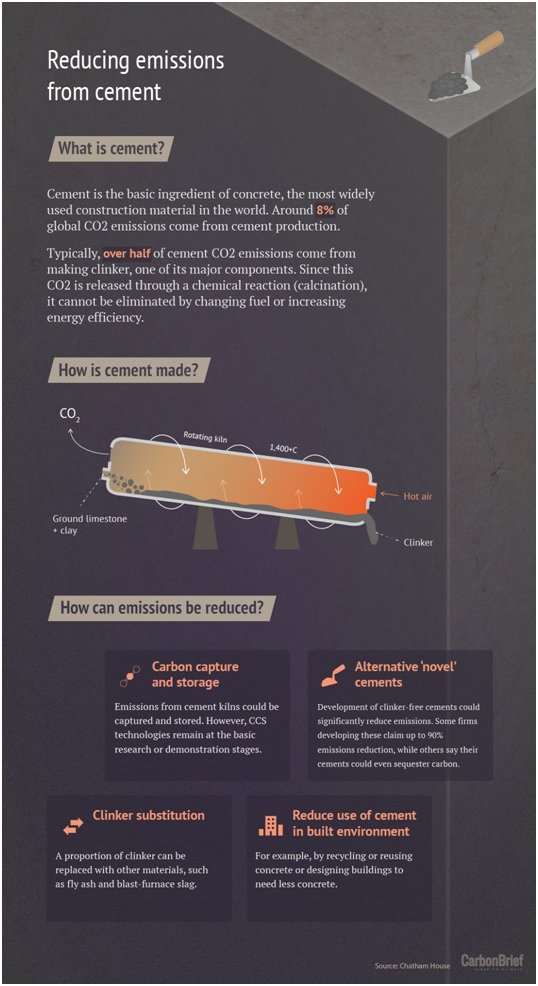 Reducing emissions
from cement
What is cement?
Cement is the basic ingredient of concrete, the most widely
used construction material in the world. Around 8% of
global CO2 emissions come from cement production.
Typically, over half of cement CO2 emissions come from
making clinker, one of its major components. Since this
CO2 is released through a chemical reaction (calcination),
it cannot be eliminated by changing fuel or increasing
energy efficiency.
How is cement made?
CO2
Rotating kiln
1,400+C
Hot air
Ground limestone
+ clay
Clinker
How can emissions be reduced?
Carbon capture
and storage
Emissions from cement kilns could be
captured and stored. However, CCS
technologies remain at the basic
research or demonstration stages.
Alternative 'novel'
cements
Development of clinker-free cements could
significantly reduce emissions. Some firms
developing these claim up to 90%
emissions reduction, while others say their
cements could even sequester carbon.
Clinker substitution
A proportion of clinker can be
replaced with other materials, such
as fly ash and blast-furnace slag.
Reduce use of cement
in built environment
For example, by recycling or reusing
concrete or designing buildings to
need less concrete.
Source: Chatham House
CarbonBrief